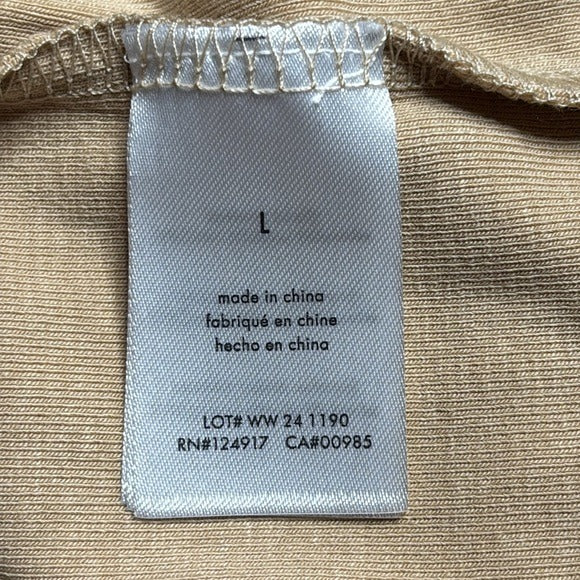 L
made in china
fabriqué en chine
hecho en china
LOT# WW 24 1190
RN#124917 CA#00985